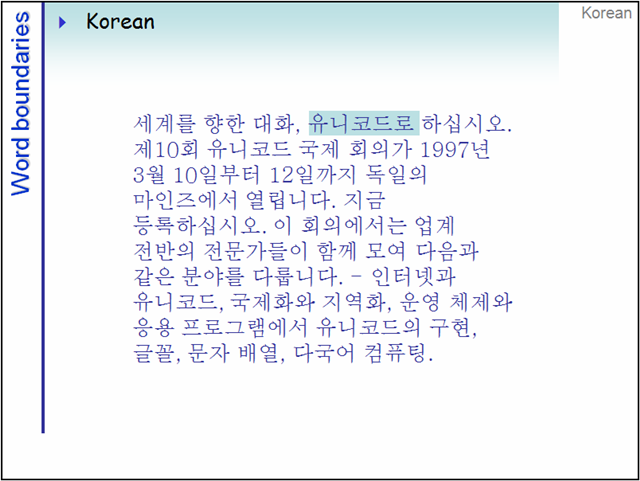 Korean
Korean
Word boundaries
세계를 향한 대화, 유니코드로 하십시오.
제10회 유니코드 국제 회의가 1997년
3월 10일부터 12일까지 독일의
마인즈에서 열립니다. 지금
등록하십시오. 이 회의에서는 업계
전반의 전문가들이 함께 모여 다음과
같은 분야를 다룹니다. – 인터넷과
유니코드, 국제화와 지역화, 운영 체제와
응용 프로그램에서 유니코드의 구현,
글꼴, 문자 배열, 다국어 컴퓨팅.